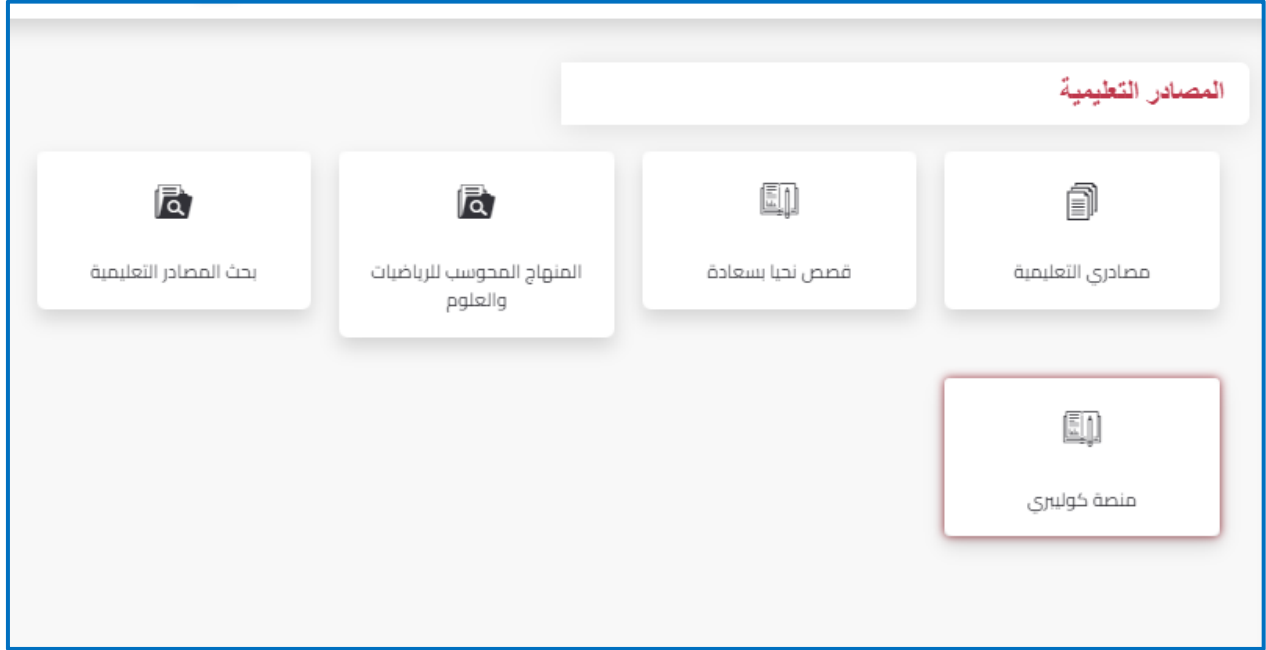 المصادر التعليمية
مصادري التعليمية
قصص نحيا بسعادة
المنهاج المحوسب للرياضيات
والعلوم
بحث المصادر التعليمية
منصة كوليبري